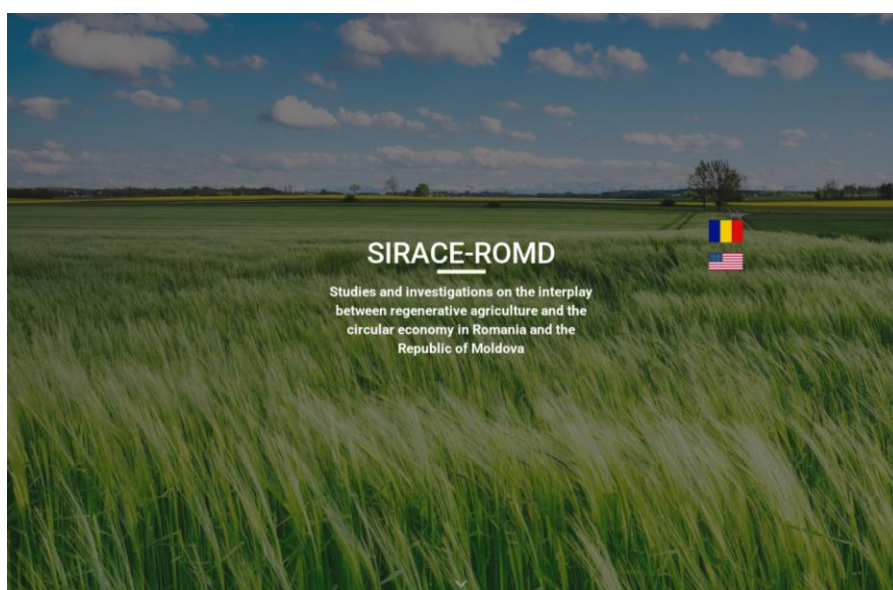 SIRACE-ROMD
Studies and investigations on the interplay
between regenerative agriculture and the
circular economy in Romania and the
Republic of Moldova